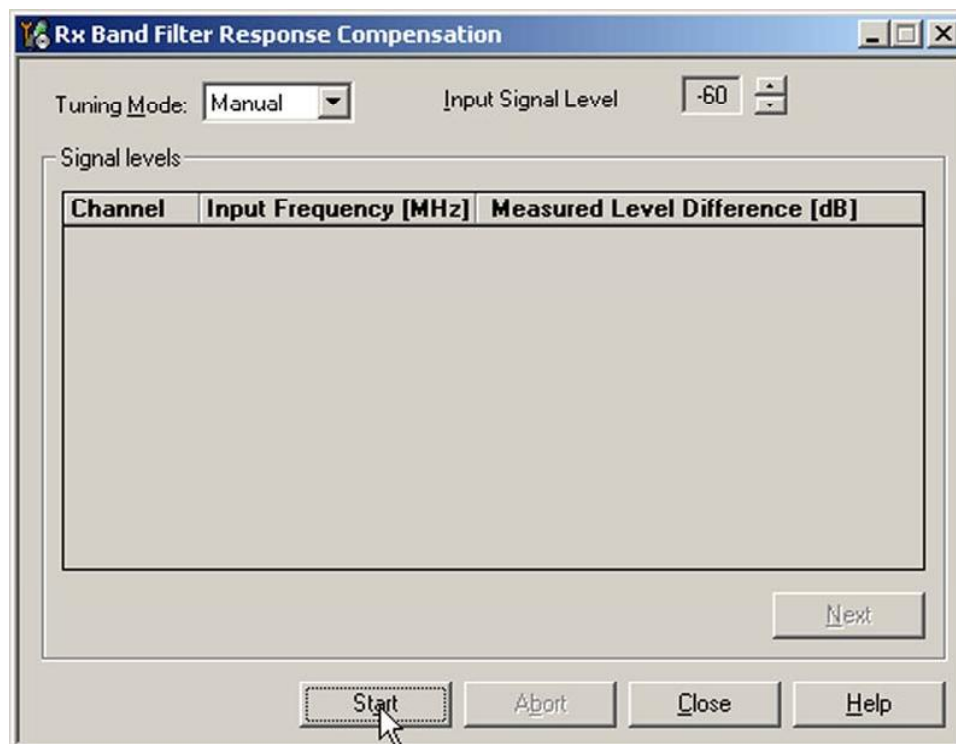 Rx Band Filter Response Compensation
Tuning Mode: Manual Input Signal Level -60
Signal levels
Channel Input Frequency [MHz] Measured Level Difference [dB]
Next
Start Abort Close Help